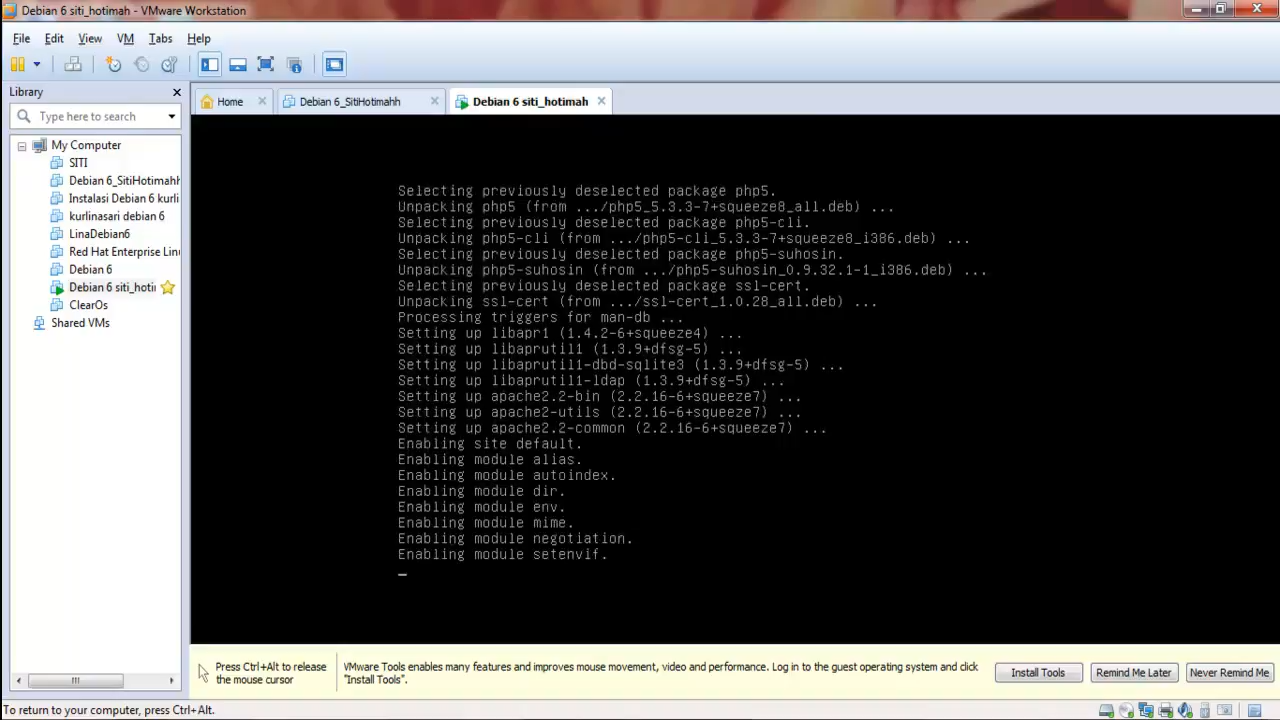 Debian 6 siti_hotimah - VMware Workstation
File Edit View VM Tabs Help
Library
Type here to search
My Computer
SITI
Debian 6_SitiHotimahh
Instalasi Debian 6 kurli
kurlinasari debian 6
LinaDebian6
Red Hat Enterprise Linu
Debian 6
Debian 6 siti_hotir
ClearOs
Shared VMs
Home
Debian 6_SitiHotimahh
Debian 6 siti_hotimah
Selecting previously deselected package php5.
Unpacking php5 (from .../php5_5.3.3-7+squeeze8_all.deb) ...
Selecting previously deselected package php5-cli.
Unpacking php5-cli (from .../php5-cli_5.3.3-7+squeeze8_i386.deb) ...
Selecting previously deselected package php5-suhosin.
Unpacking php5-suhosin (from .../php5-suhosin_0.9.32.1-1_i386.deb) ...
Selecting previously deselected package ssl-cert.
Unpacking ssl-cert (from .../ssl-cert_1.0.28_all.deb) ...
Processing triggers for man-db ...
Setting up libapr1 (1.4.2-6+squeeze4) ...
Setting up libaprutil1 (1.3.9+dfsg-5) ...
Setting up libaprutil1-dbd-sqlite3 (1.3.9+dfsg-5) ...
Setting up libaprutil1-ldap (1.3.9+dfsg-5) ...
Setting up apache2.2-bin (2.2.16-6+squeeze7) ...
Setting up apache2-utils (2.2.16-6+squeeze7) ...
Setting up apache2.2-common (2.2.16-6+squeeze7) ...
Enabling site default.
Enabling module alias.
Enabling module autoindex.
Enabling module dir.
Enabling module env.
Enabling module mime.
Enabling module negotiation.
Enabling module setenvif.
Press Ctrl+Alt to release
the mouse cursor
VMware Tools enables many features and improves mouse movement, video and performance. Log in to the guest operating system and click
"Install Tools".
Install Tools
Remind Me Later
Never Remind Me
To return to your computer, press Ctrl+Alt.